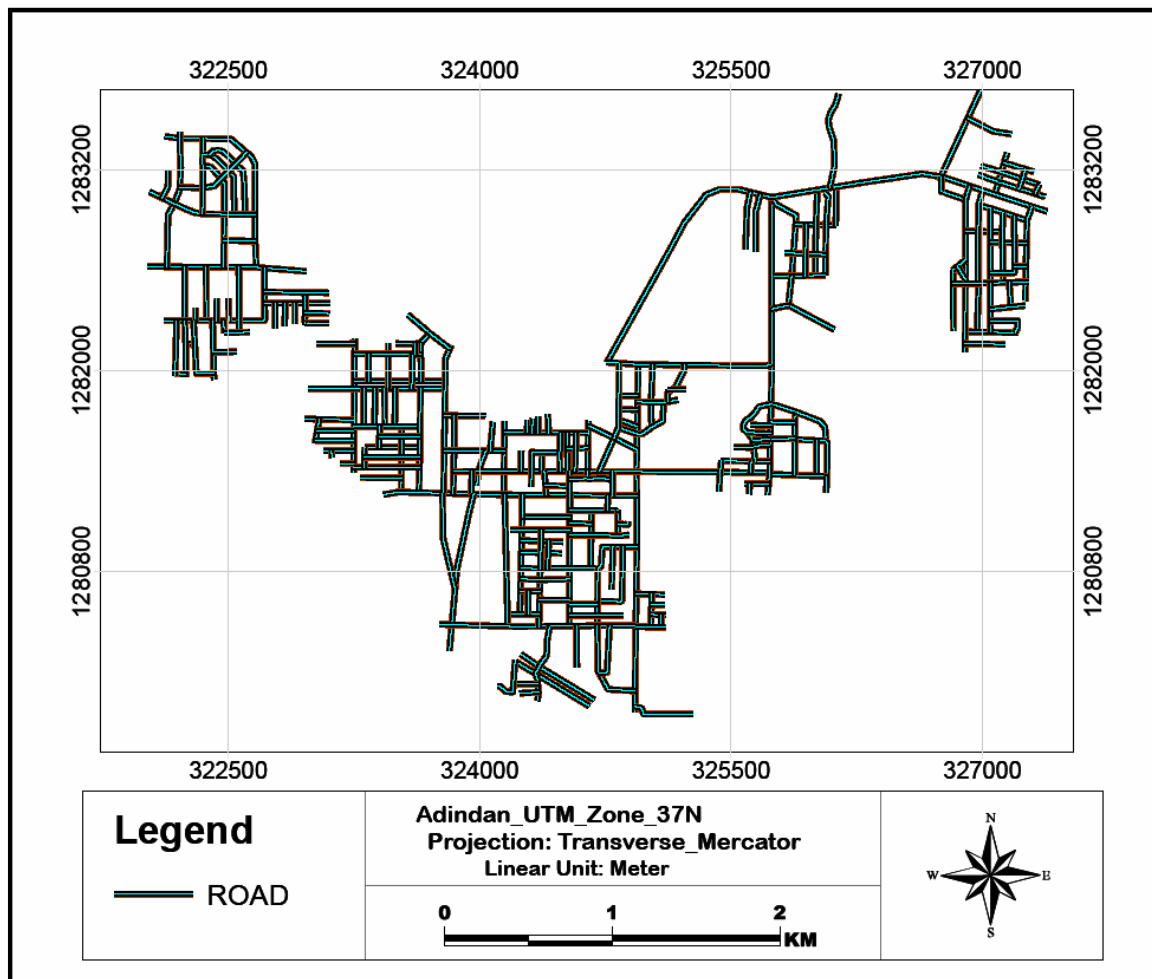 322500 324000 325500 327000
1283200 1283200
1282000 1282000
1280800 1280800
322500 324000 325500 327000
Legend
ROAD
Adindan_UTM_Zone_37N
Projection: Transverse_Mercator
Linear Unit: Meter
0 1 2
KM
N
W E
S